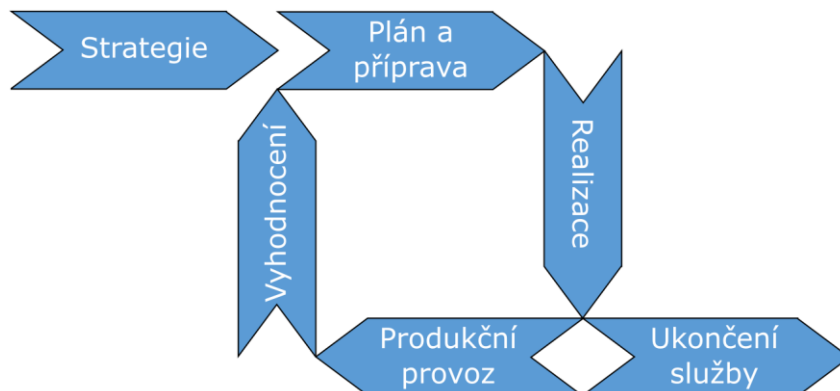 Strategie
Plán a
příprava
Realizace
Vyhodnocení
Produkční
provoz
Ukončení
služby